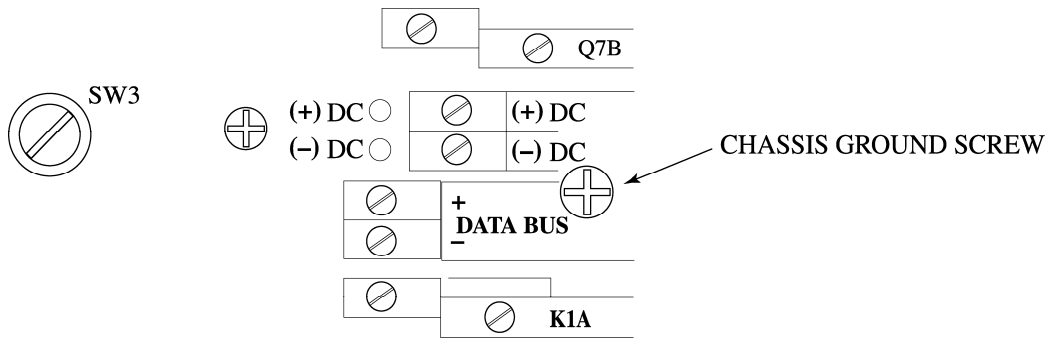 Q7B
SW3
(+) DC (+) DC
(−) DC (−) DC
CHASSIS GROUND SCREW
+
DATA BUS
−
K1A